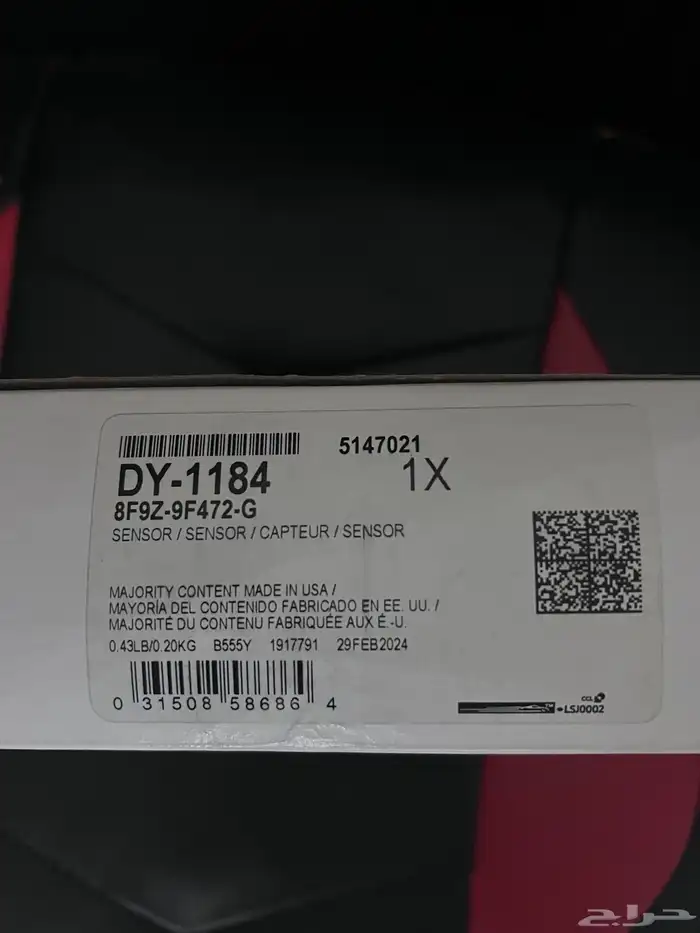 5147021
DY-1184 1X
8F9Z-9F472-G
SENSOR / SENSOR / CAPTEUR / SENSOR
MAJORITY CONTENT MADE IN USA /
MAYORÍA DEL CONTENIDO FABRICADO EN EE. UU. /
MAJORITÉ DU CONTENU FABRIQUÉE AUX É.-U.
0.43LB/0.20KG B555Y 1917791 29FEB2024
0 31508 58686 4
CCL
LSJ0002
حراج